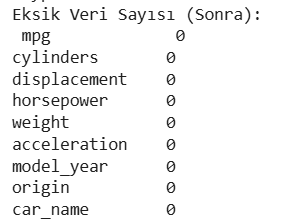 Eksik Veri Sayısı (Sonra):
mpg 0
cylinders 0
displacement 0
horsepower 0
weight 0
acceleration 0
model_year 0
origin 0
car_name 0